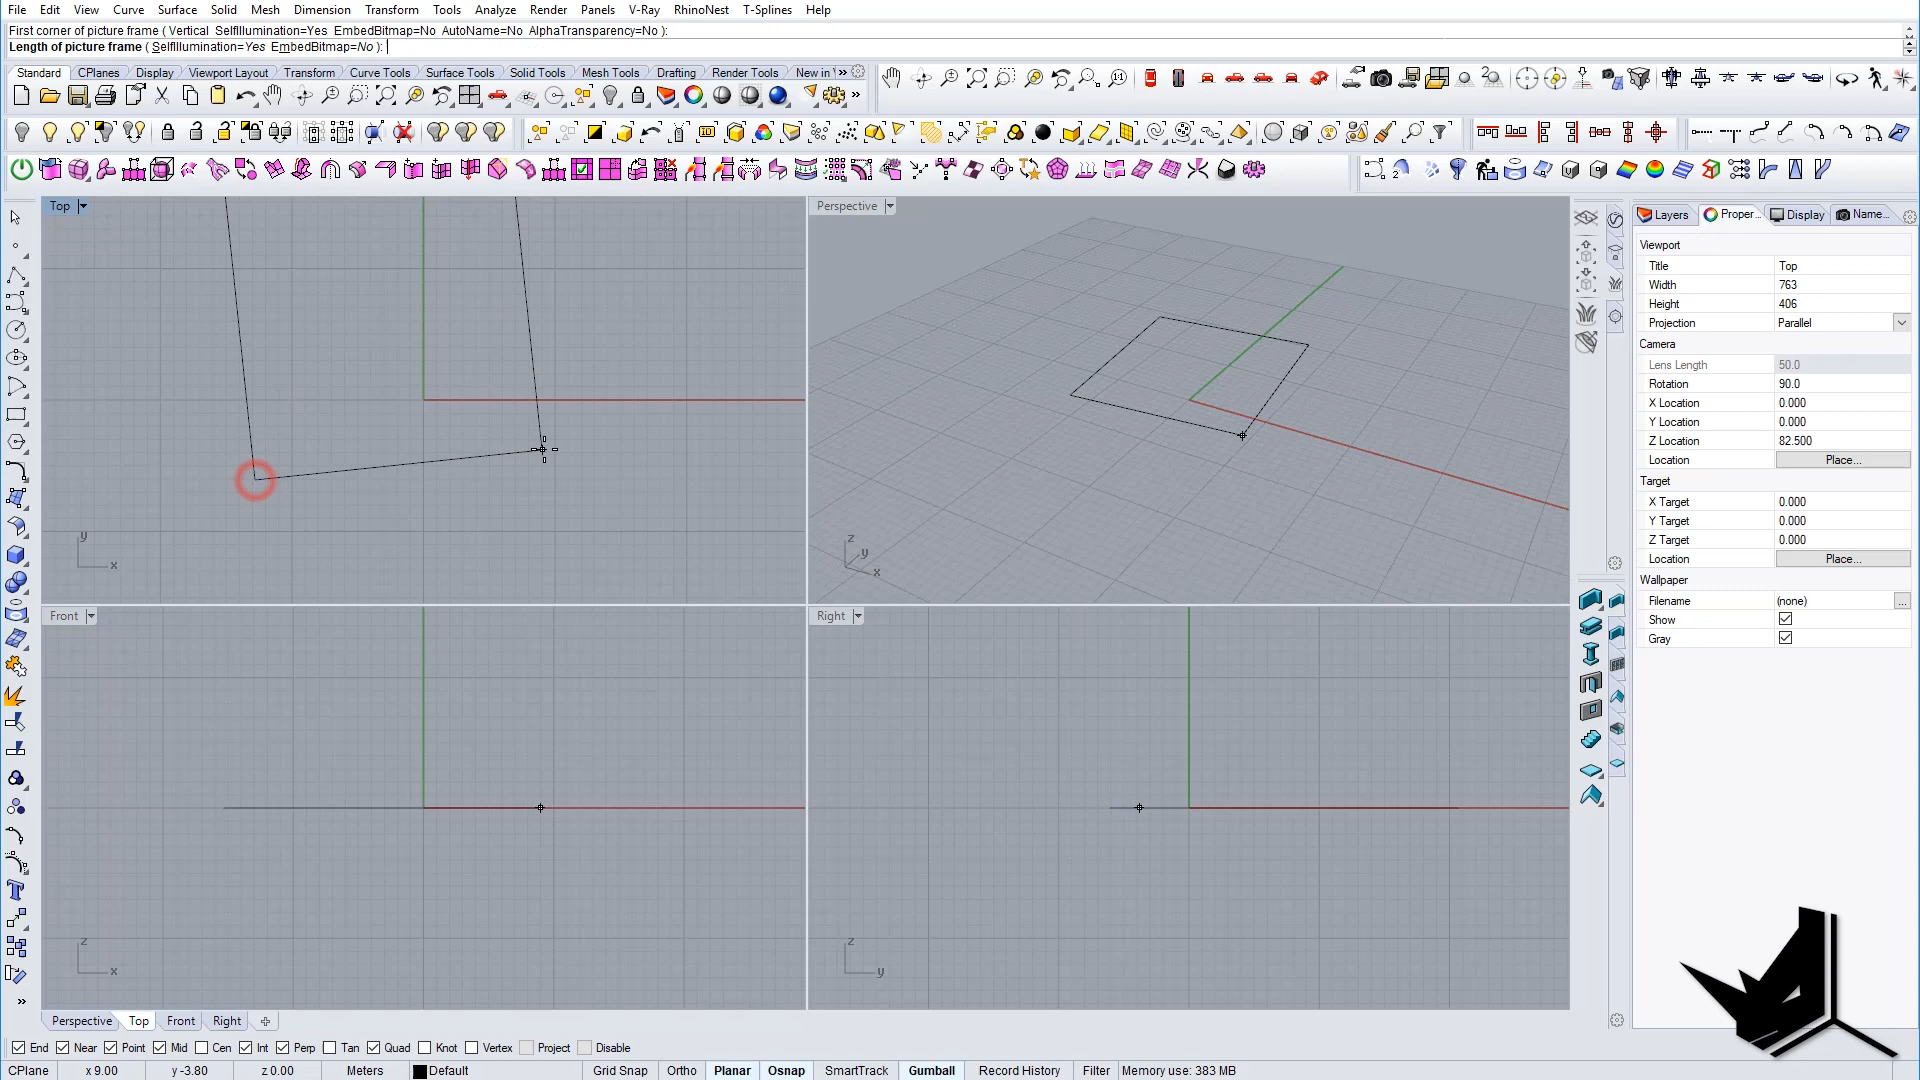 File Edit View Curve Surface Solid Mesh Dimension Transform Tools Analyze Render Panels V-Ray RhinoNest T-Splines Help
First corner of picture frame ( Vertical SelfIllumination=Yes EmbedBitmap=No AutoName=No AlphaTransparency=No ):
Length of picture frame ( SelfIllumination=Yes EmbedBitmap=No ):
Standard CPlanes Display Viewport Layout Transform Curve Tools Surface Tools Solid Tools Mesh Tools Drafting Render Tools New in
Top
Perspective
Layers Proper... Display Name...
Viewport
Title Top
Width 763
Height 406
Projection Parallel
Camera
Lens Length 50.0
Rotation 90.0
X Location 0.000
Y Location 0.000
Z Location 82.500
Location Place...
Target
X Target 0.000
Y Target 0.000
Z Target 0.000
Location Place...
Wallpaper
Filename (none) ...
Show
Gray
y
x
z
y
x
Front
Right
z
x
z
y
Perspective Top Front Right
End Near Point Mid Cen Int Perp Tan Quad Knot Vertex Project Disable
CPlane x 9.00 y -3.80 z 0.00 Meters Default Grid Snap Ortho Planar Osnap SmartTrack Gumball Record History Filter Memory use: 383 MB